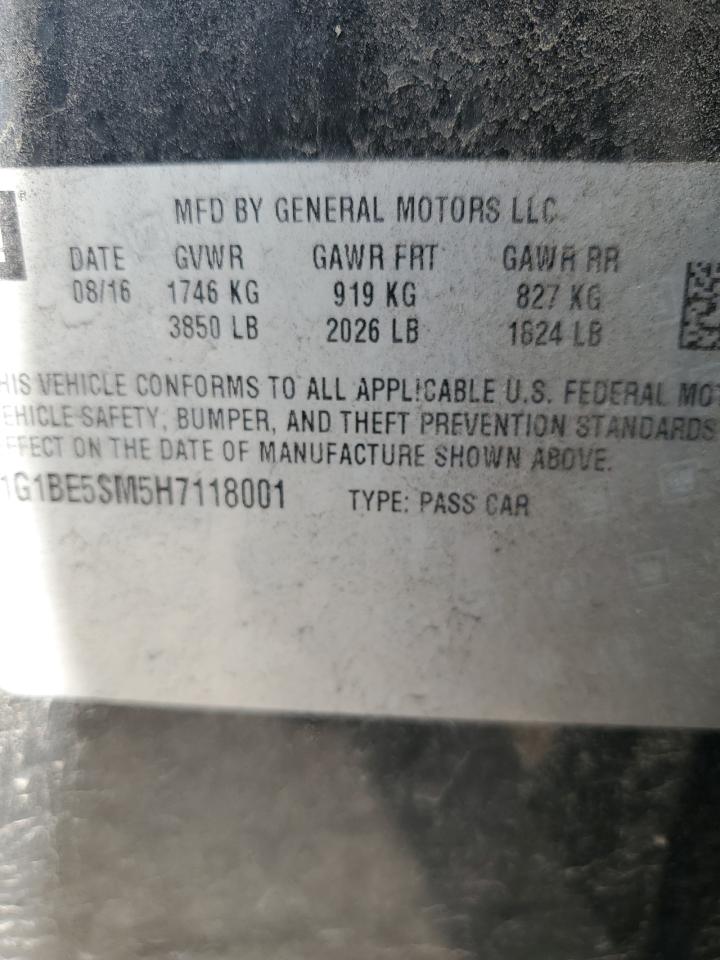 MFD BY GENERAL MOTORS LLC
DATE GVWR GAWR FRT GAWR RR
08/16 1746 KG 919 KG 827 KG
3850 LB 2026 LB 1824 LB
HIS VEHICLE CONFORMS TO ALL APPLICABLE U.S. FEDERAL MO
EHICLE SAFETY, BUMPER, AND THEFT PREVENTION STANDARDS
FFECT ON THE DATE OF MANUFACTURE SHOWN ABOVE.
1G1BE5SM5H7118001 TYPE: PASS CAR